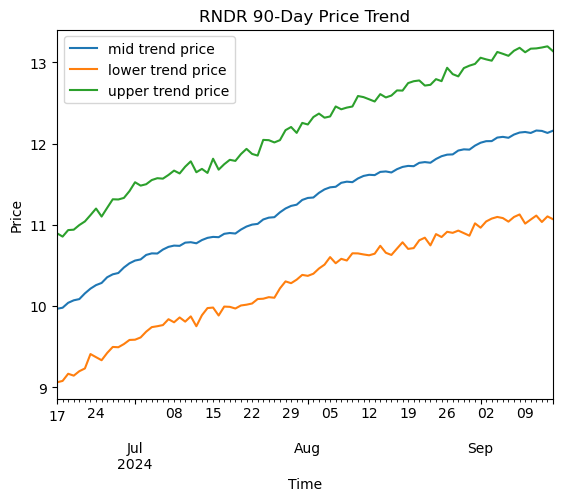 RNDR 90-Day Price Trend
mid trend price
lower trend price
upper trend price
Price
13
12
11
10
9
17 24 08 15 22 29 05 12 19 26 02 09
Jul Aug Sep
2024
Time